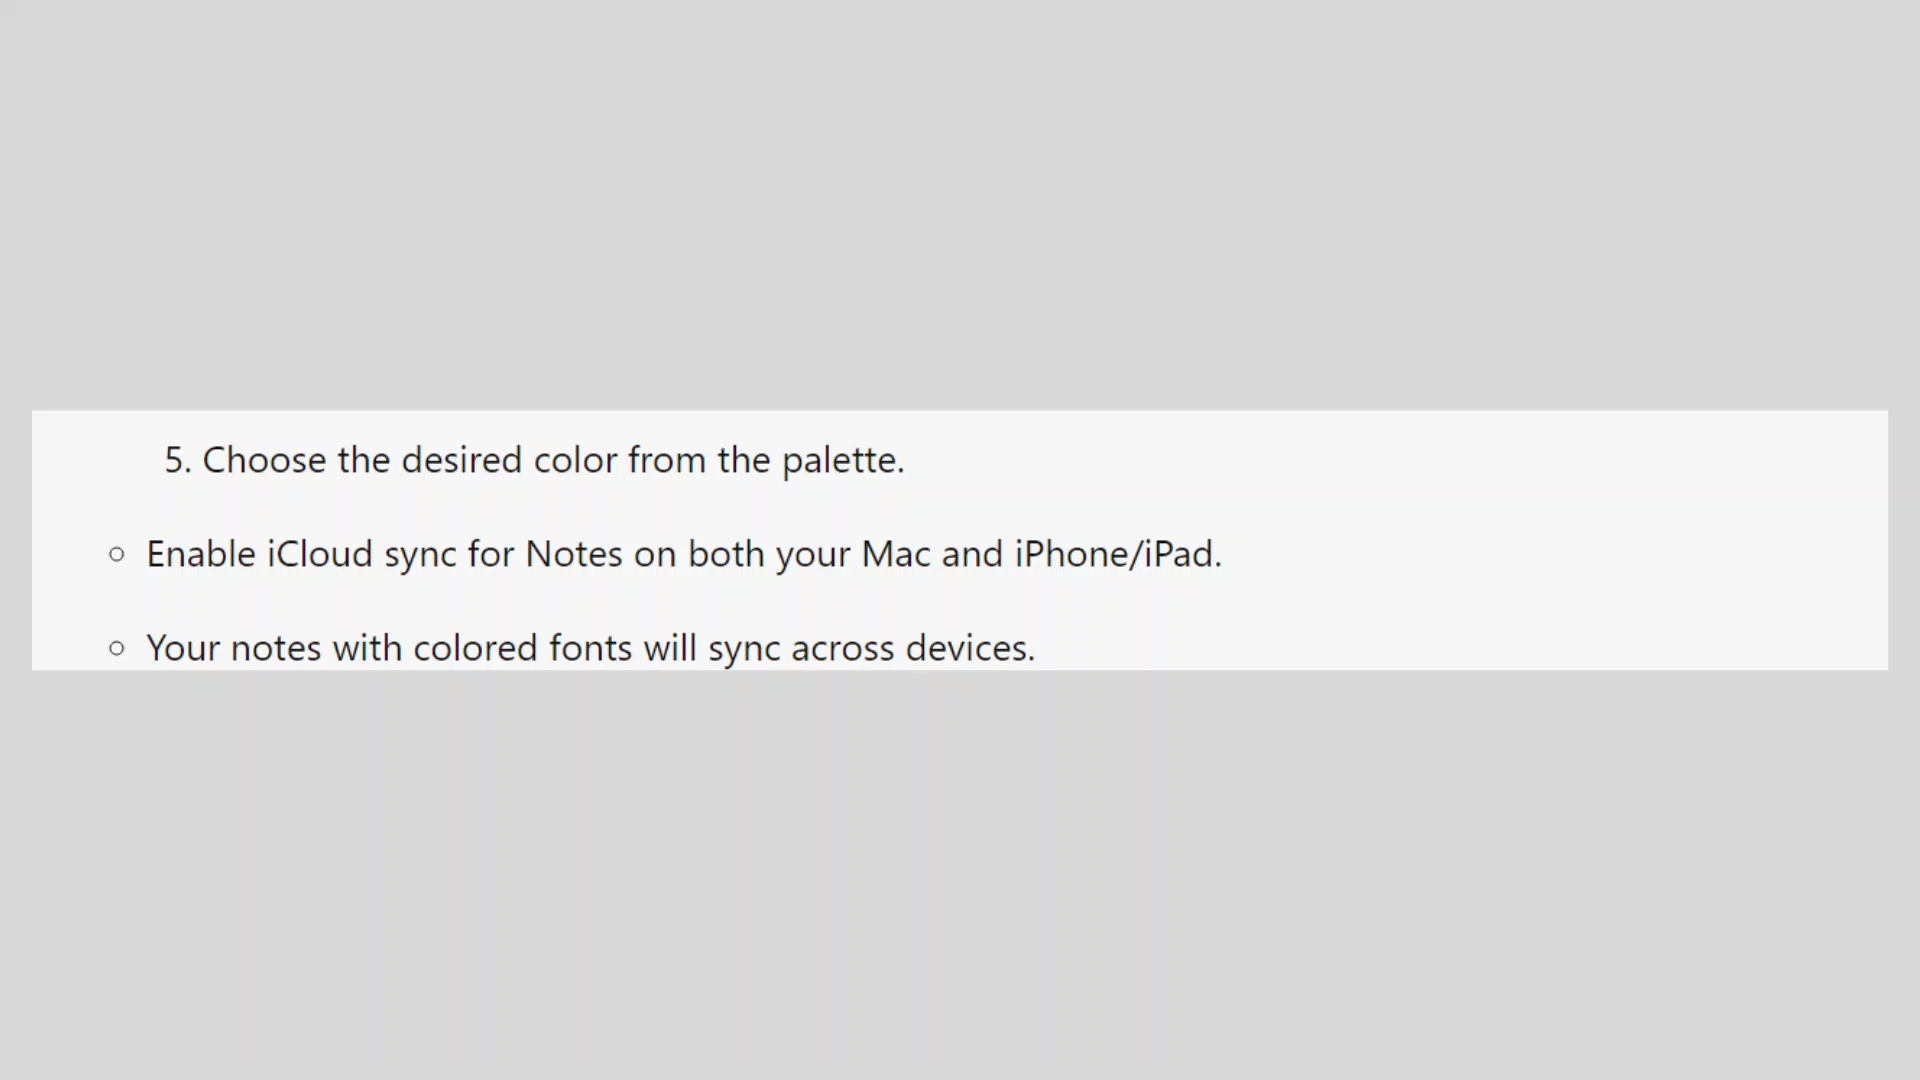 5. Choose the desired color from the palette.
○ Enable iCloud sync for Notes on both your Mac and iPhone/iPad.
○ Your notes with colored fonts will sync across devices.